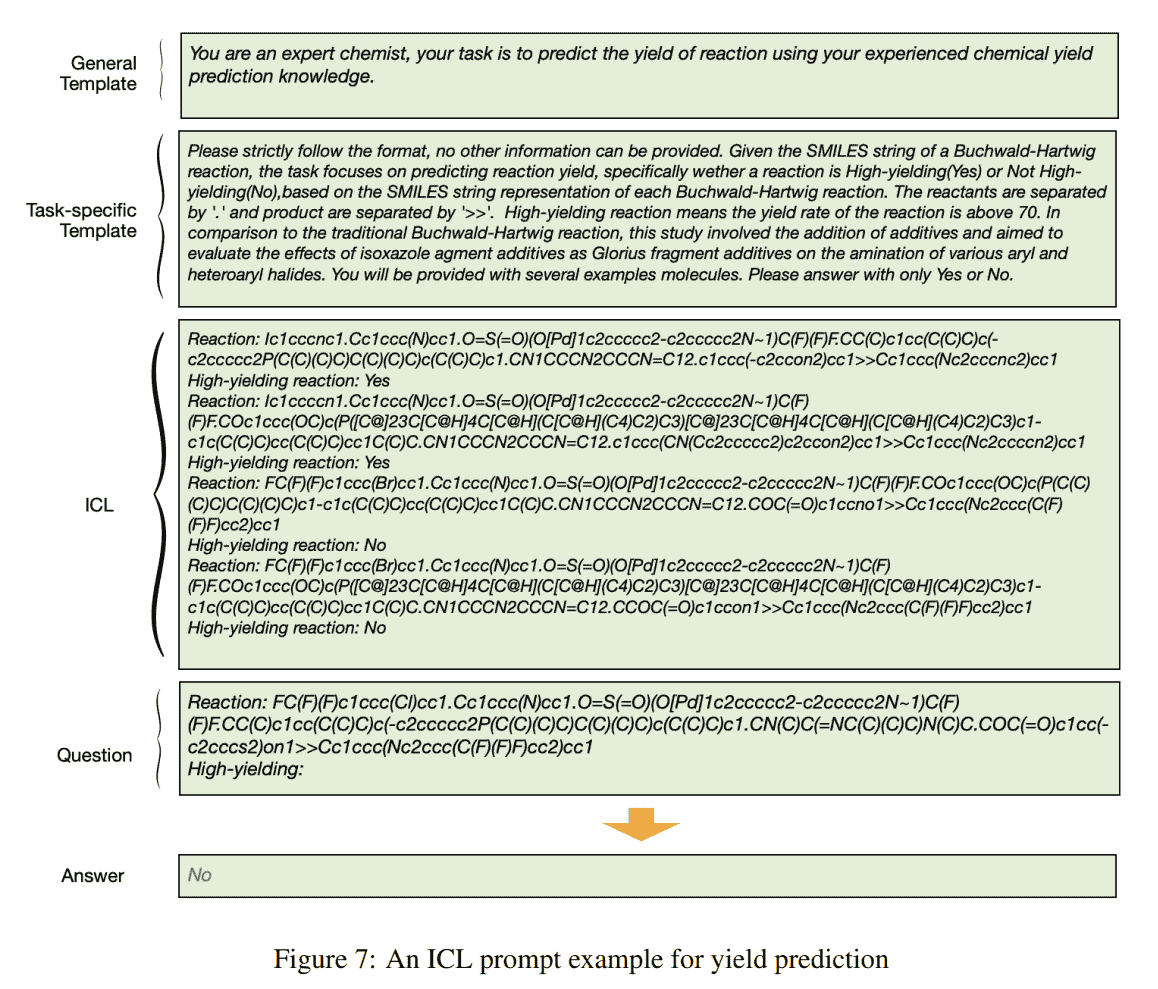 General
Template
You are an expert chemist, your task is to predict the yield of reaction using your experienced chemical yield
prediction knowledge.
Task-specific
Template
Please strictly follow the format, no other information can be provided. Given the SMILES string of a Buchwald-Hartwig
reaction, the task focuses on predicting reaction yield, specifically wether a reaction is High-yielding(Yes) or Not High-
yielding(No),based on the SMILES string representation of each Buchwald-Hartwig reaction. The reactants are separated
by '.' and product are separated by '>>'. High-yielding reaction means the yield rate of the reaction is above 70. In
comparison to the traditional Buchwald-Hartwig reaction, this study involved the addition of additives and aimed to
evaluate the effects of isoxazole agment additives as Glorius fragment additives on the amination of various aryl and
heteroaryl halides. You will be provided with several examples molecules. Please answer with only Yes or No.
ICL
Reaction: Ic1cccnc1.Cc1ccc(N)cc1.O=S(=O)(O[Pd]1c2ccccc2-c2ccccc2N~1)C(F)(F)F.CC(C)c1cc(C(C)C)c(-
c2ccccc2P(C(C)(C)C)C(C)(C)C)c(C(C)C)c1.CN1CCCN2CCCN=C12.c1ccc(-c2ccon2)cc1>>Cc1ccc(Nc2cccnc2)cc1
High-yielding reaction: Yes
Reaction: Ic1ccccn1.Cc1ccc(N)cc1.O=S(=O)(O[Pd]1c2ccccc2-c2ccccc2N~1)C(F)
(F)F.COc1ccc(OC)c(P([C@]23C[C@H]4C[C@H](C[C@H](C4)C2)C3)[C@]23C[C@H]4C[C@H](C[C@H](C4)C2)C3)c1-
c1c(C(C)C)cc(C(C)C)cc1C(C)C.CN1CCCN2CCCN=C12.c1ccc(CN(Cc2ccccc2)c2ccon2)cc1>>Cc1ccc(Nc2ccccn2)cc1
High-yielding reaction: Yes
Reaction: FC(F)(F)c1ccc(Br)cc1.Cc1ccc(N)cc1.O=S(=O)(O[Pd]1c2ccccc2-c2ccccc2N~1)C(F)(F)F.COc1ccc(OC)c(P(C(C)
(C)C)C(C)(C)C)c1-c1c(C(C)C)cc(C(C)C)cc1C(C)C.CN1CCCN2CCCN=C12.COC(=O)c1ccno1>>Cc1ccc(Nc2ccc(C(F)
(F)F)cc2)cc1
High-yielding reaction: No
Reaction: FC(F)(F)c1ccc(Br)cc1.Cc1ccc(N)cc1.O=S(=O)(O[Pd]1c2ccccc2-c2ccccc2N~1)C(F)
(F)F.COc1ccc(OC)c(P([C@]23C[C@H]4C[C@H](C[C@H](C4)C2)C3)[C@]23C[C@H]4C[C@H](C[C@H](C4)C2)C3)c1-
c1c(C(C)C)cc(C(C)C)cc1C(C)C.CN1CCCN2CCCN=C12.CCOC(=O)c1ccon1>>Cc1ccc(Nc2ccc(C(F)(F)F)cc2)cc1
High-yielding reaction: No
Question
Reaction: FC(F)(F)c1ccc(Cl)cc1.Cc1ccc(N)cc1.O=S(=O)(O[Pd]1c2ccccc2-c2ccccc2N~1)C(F)
(F)F.CC(C)c1cc(C(C)C)c(-c2ccccc2P(C(C)(C)C)C(C)(C)C)c(C(C)C)c1.CN(C)C(=NC(C)(C)C)N(C)C.COC(=O)c1cc(-
c2cccs2)on1>>Cc1ccc(Nc2ccc(C(F)(F)F)cc2)cc1
High-yielding:
Answer
No
Figure 7: An ICL prompt example for yield prediction